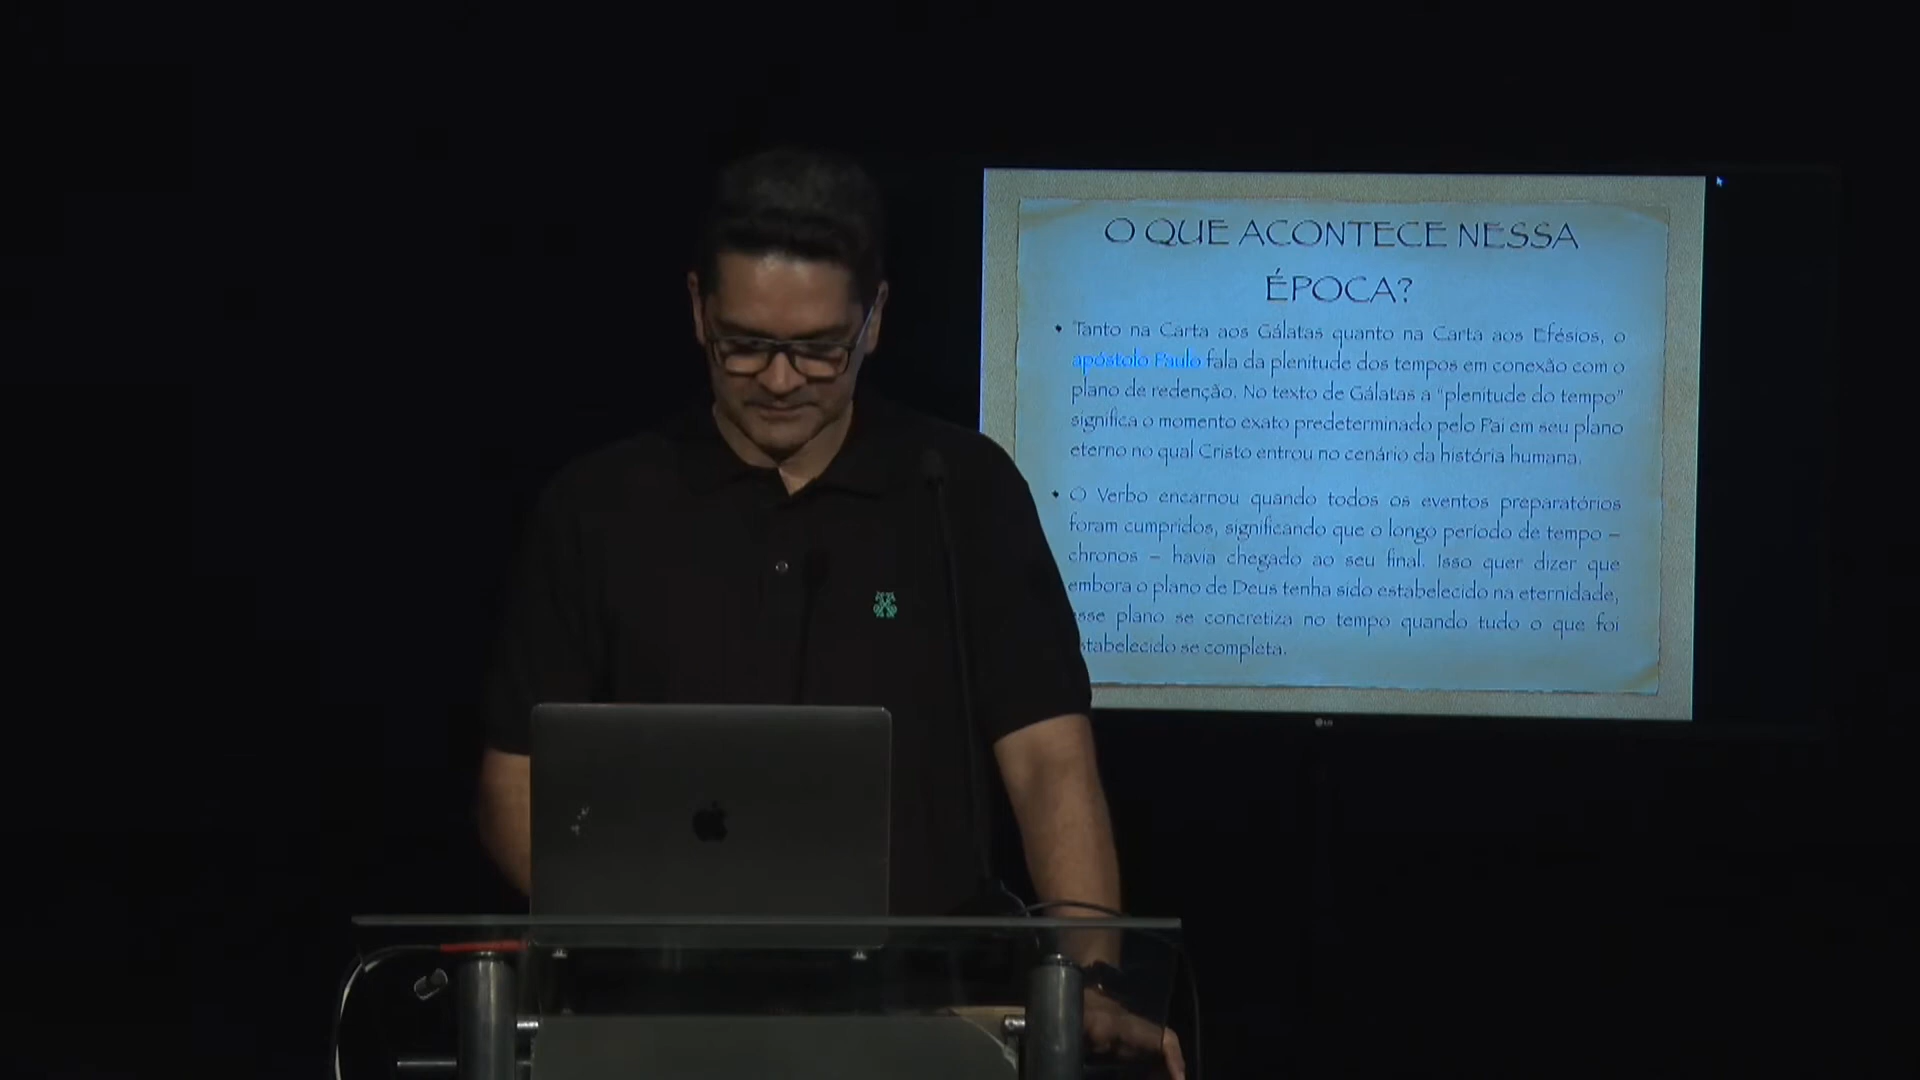 O QUE ACONTECE NESSA
ÉPOCA?
• Tanto na Carta aos Gálatas quanto na Carta aos Efésios, o
apóstolo Paulo fala da plenitude dos tempos em conexão com o
plano de redenção. No texto de Gálatas a “plenitude do tempo”
significa o momento exato predeterminado pelo Pai em seu plano
eterno no qual Cristo entrou no cenário da história humana.
• O Verbo encarnou quando todos os eventos preparatórios
foram cumpridos, significando que o longo período de tempo –
chronos – havia chegado ao seu final. Isso quer dizer que
embora o plano de Deus tenha sido estabelecido na eternidade,
sse plano se concretiza no tempo quando tudo o que foi
stabelecido se completa.
LG